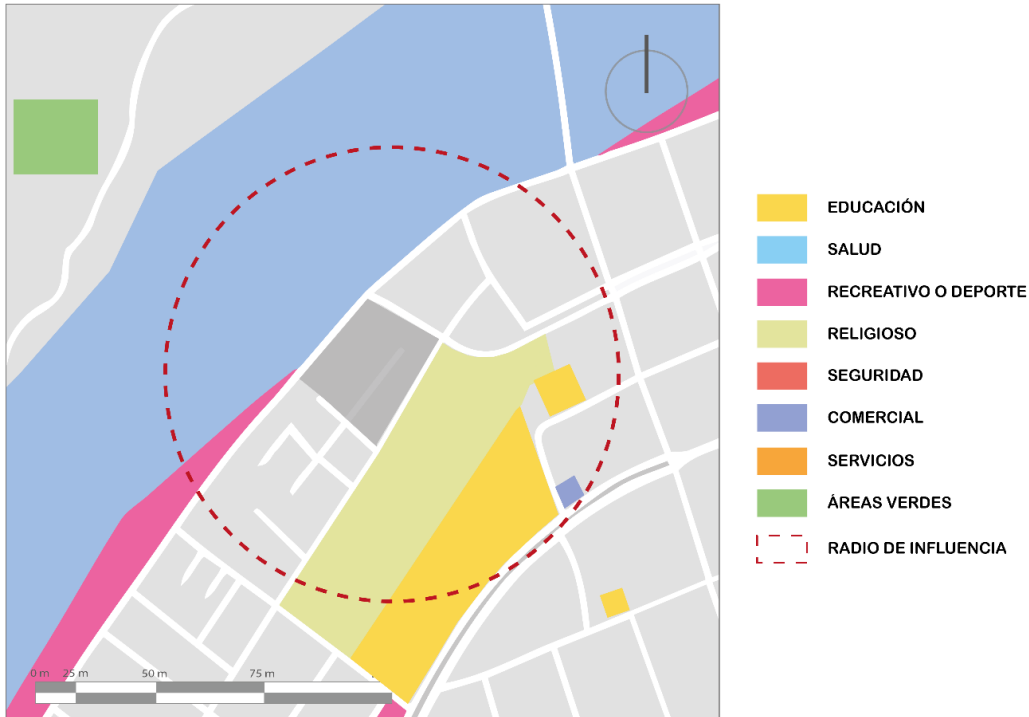 EDUCACIÓN
SALUD
RECREATIVO O DEPORTE
RELIGIOSO
SEGURIDAD
COMERCIAL
SERVICIOS
ÁREAS VERDES
RADIO DE INFLUENCIA
0 m 25 m 50 m 75 m